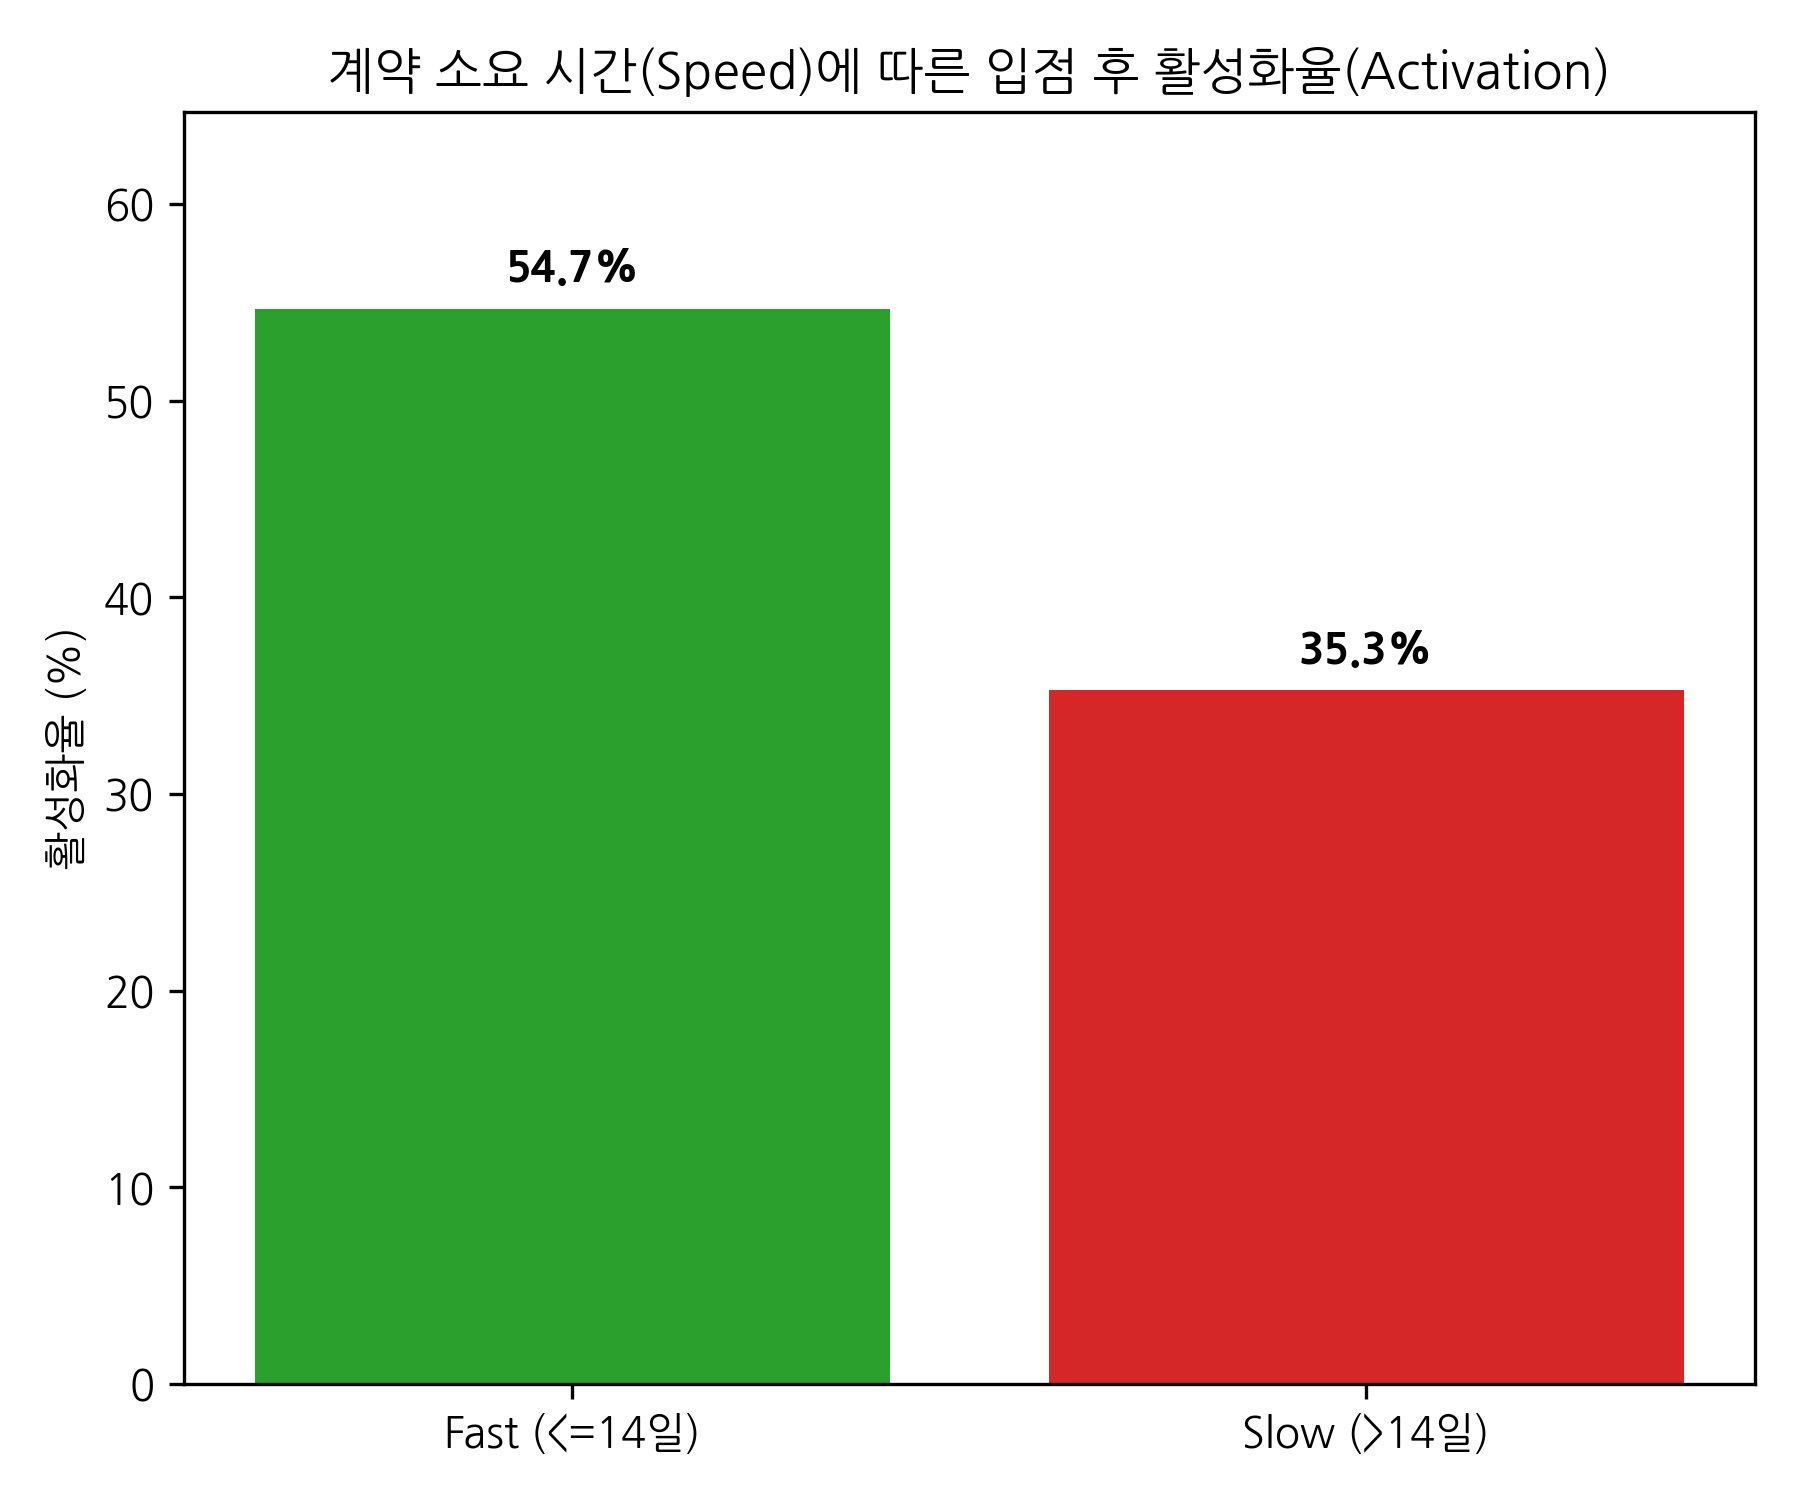 계약 소요 시간(Speed)에 따른 입점 후 활성화율(Activation)
활성화율 (%)
60
50
40
30
20
10
0
54.7%
35.3%
Fast (<=14일)
Slow (>14일)